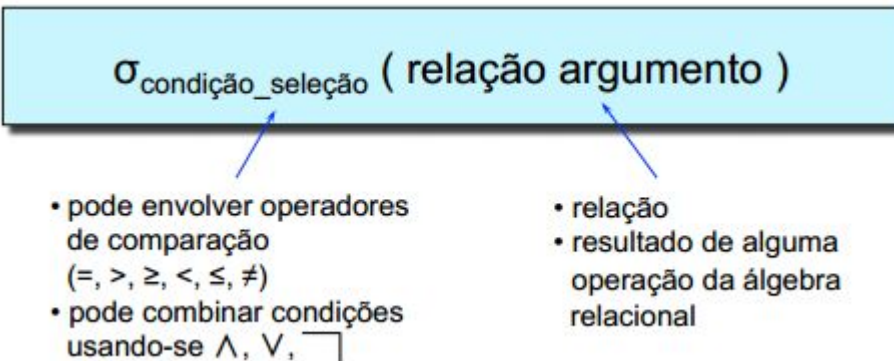 σcondição_seleção ( relação argumento )
• pode envolver operadores
de comparação
(=, >, ≥, <, ≤, ≠)
• pode combinar condições
usando-se ∧, ∨, ¬
• relação
• resultado de alguma
operação da álgebra
relacional